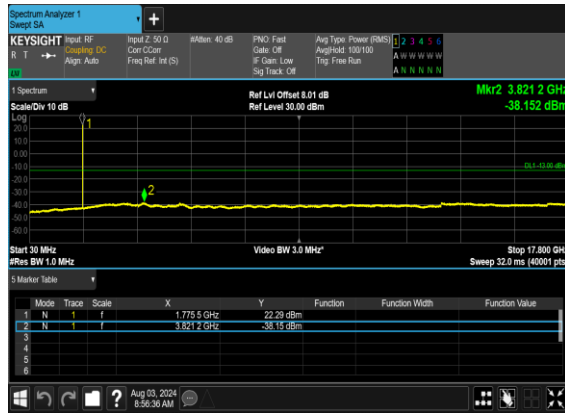 Spectrum Analyzer 1
Swept SA
+
KEYSIGHT Input: RF Input Z: 50 Ω #Atten: 40 dB PNO: Fast Avg Type: Power (RMS) 1 2 3 4 5 6
R T Coupling: DC Corr CCorr Gate: Off Avg|Hold: 100/100 A W W W W W
Align: Auto Freq Ref: Int (S) IF Gain: Low Trig: Free Run
LU Sig Track: Off A N N N N N
1 Spectrum Ref Lvl Offset 8.01 dB Mkr2 3.821 2 GHz
Scale/Div 10 dB Ref Level 30.00 dBm -38.152 dBm
Log
20.0
10.0
0.00
-10.0
-20.0
-30.0
-40.0
-50.0
-60.0
1
2
DL1 -13.00 dBm
Start 30 MHz Video BW 3.0 MHz* Stop 17.800 GHz
#Res BW 1.0 MHz Sweep 32.0 ms (40001 pts)
5 Marker Table
Mode Trace Scale X Y Function Function Width Function Value
1 N 1 f 1.775 5 GHz 22.29 dBm
2 N 1 f 3.821 2 GHz -38.15 dBm
3
4
5
6
? Aug 03, 2024
8:56:36 AM